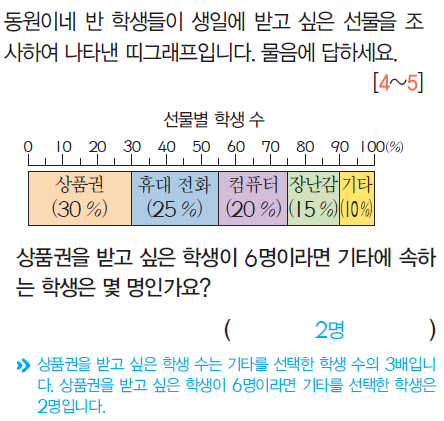 동원이네 반 학생들이 생일에 받고 싶은 선물을 조
사하여 나타낸 띠그래프입니다. 물음에 답하세요.
[4~5]
선물별 학생 수
0 10 20 30 40 50 60 70 80 90 100(%)
상품권 휴대 전화 컴퓨터 장난감 기타
(30 %) (25 %) (20 %) (15 %) (10 %)
상품권을 받고 싶은 학생이 6명이라면 기타에 속하
는 학생은 몇 명인가요?
( 2명 )
» 상품권을 받고 싶은 학생 수는 기타를 선택한 학생 수의 3배입니
다. 상품권을 받고 싶은 학생이 6명이라면 기타를 선택한 학생은
2명입니다.